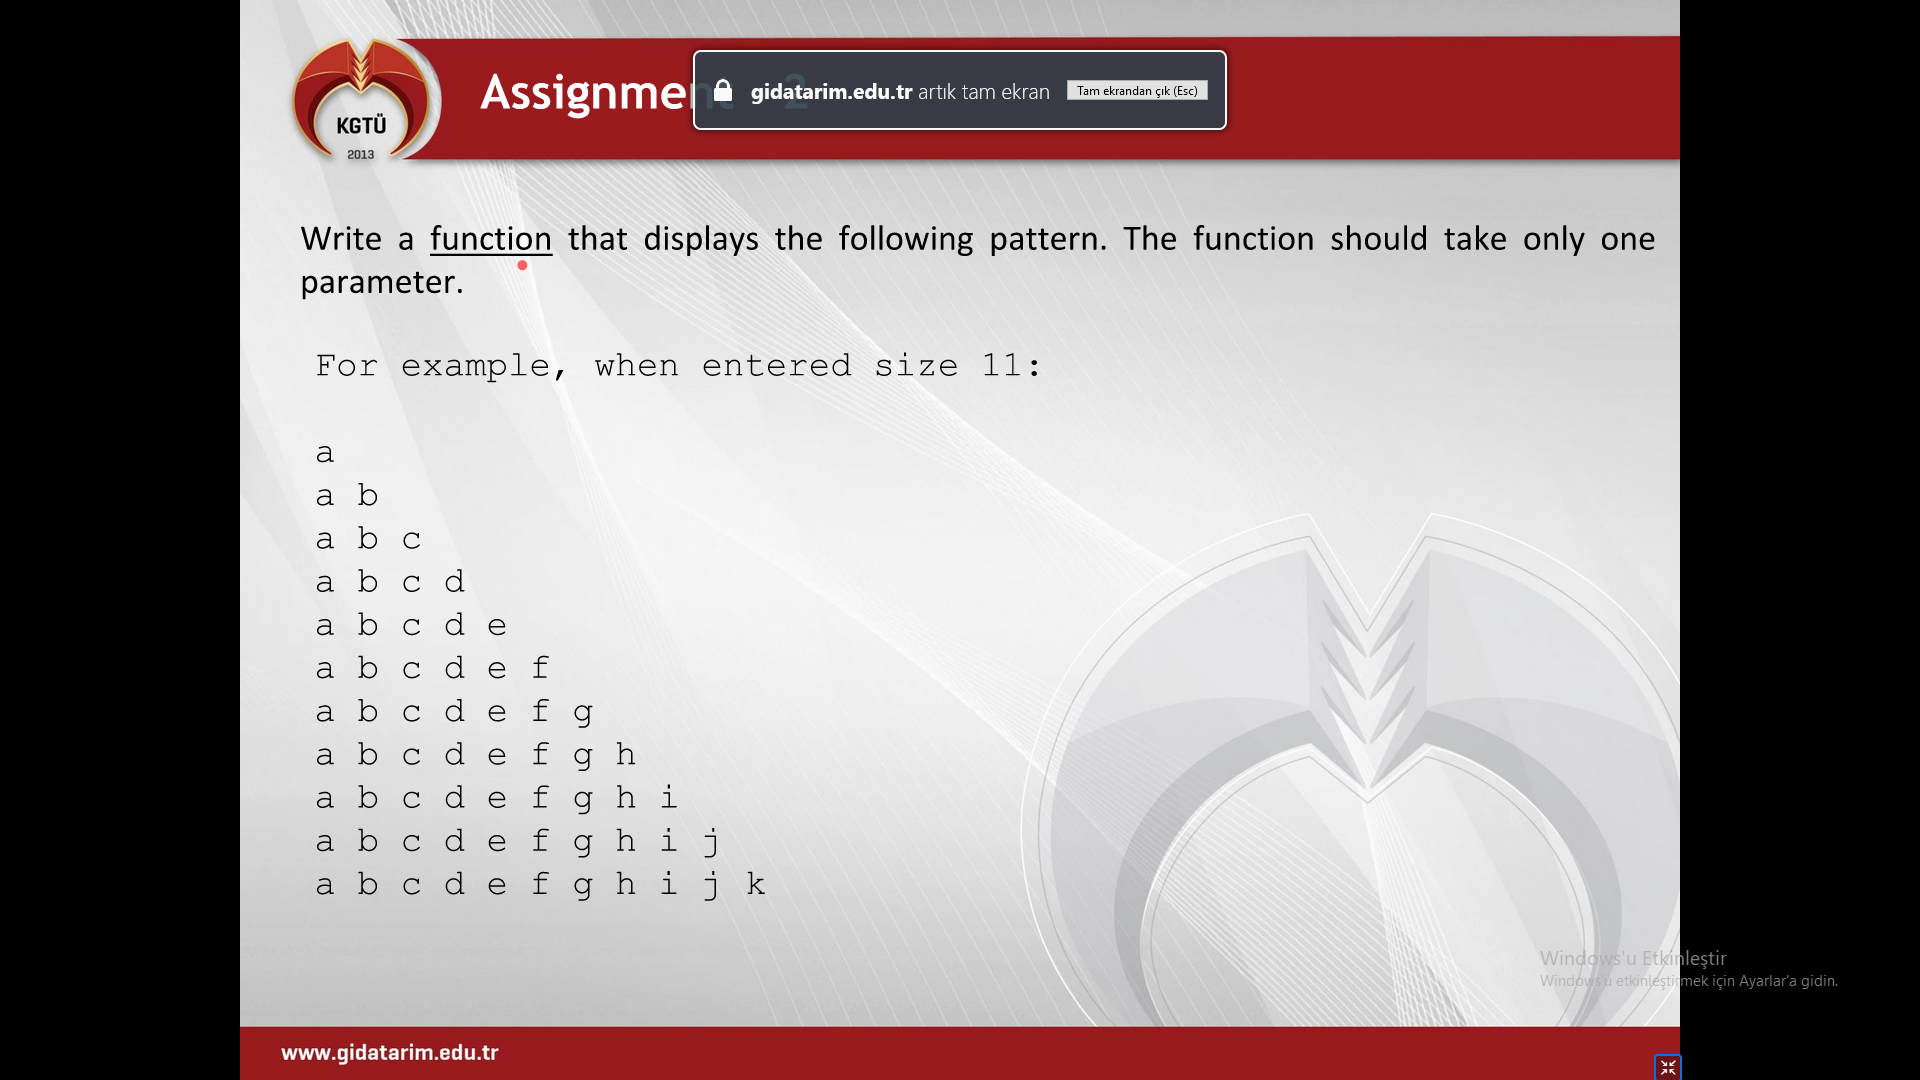 KGTÜ
2013
Assignment 2
gidatarim.edu.tr artık tam ekran
Tam ekrandan çık (Esc)
Write a function that displays the following pattern. The function should take only one
parameter.
For example, when entered size 11:
a
a b
a b c
a b c d
a b c d e
a b c d e f
a b c d e f g
a b c d e f g h
a b c d e f g h i
a b c d e f g h i j
a b c d e f g h i j k
Windows'u Etkinleştir
Windows'u etkinleştirmek için Ayarlar'a gidin.
www.gidatarim.edu.tr